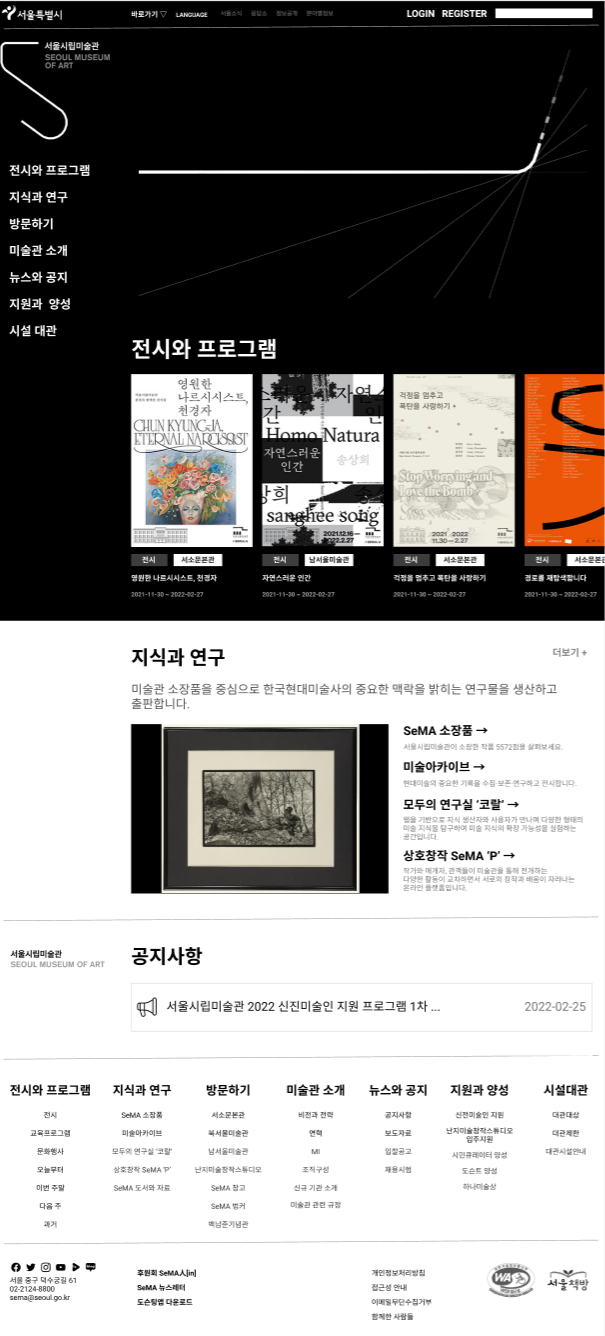 서울특별시
바로가기 ▽ LANGUAGE 서울소식 응답소 정보공개 분야별정보
LOGIN REGISTER
서울시립미술관
SEOUL MUSEUM
OF ART
전시와 프로그램
지식과 연구
방문하기
미술관 소개
뉴스와 공지
지원과 양성
시설 대관
전시와 프로그램
영원한
나르시시스트,
천경자
CHUN KYUNG-JA,
ETERNAL NARCISSIST
자연스
간 인
Homo Natura
자연스러운
인간
송상희
상희
sanghee song
2021.12.16—
2022.2.27
걱정을 멈추고
폭탄을 사랑하기 +
Stop Worrying and
Love the Bomb
2021 2022
11.30—2.27
전시 서소문본관
영원한 나르시시스트, 천경자
2021-11-30 ~ 2022-02-27
전시 남서울미술관
자연스러운 인간
2021-11-30 ~ 2022-02-27
전시 서소문본관
걱정을 멈추고 폭탄을 사랑하기
2021-11-30 ~ 2022-02-27
전시 서소문본
경로를 재탐색합니다
2021-11-30 ~ 2022-02-27
지식과 연구
더보기 +
미술관 소장품을 중심으로 한국현대미술사의 중요한 맥락을 밝히는 연구물을 생산하고
출판합니다.
SeMA 소장품 →
서울시립미술관이 소장한 작품 5572점을 살펴보세요.
미술아카이브 →
현대미술의 중요한 기록을 수집·보존·연구하고 전시합니다.
모두의 연구실 ‘코랄’ →
웹을 기반으로 지식 생산자와 사용자가 만나며 다양한 형태의
미술 지식을 탐구하며 미술 지식의 확장 가능성을 실험하는
공간입니다.
상호창작 SeMA ‘P’ →
작가와 매개자, 관객들이 미술관을 통해 전개하는
다양한 활동이 교차하면서 서로의 창작과 배움이 자라나는
온라인 플랫폼입니다.
서울시립미술관
SEOUL MUSEUM OF ART
공지사항
서울시립미술관 2022 신진미술인 지원 프로그램 1차 ...
2022-02-25
전시와 프로그램
전시
교육프로그램
문화행사
오늘부터
이번 주말
다음 주
과거
지식과 연구
SeMA 소장품
미술아카이브
모두의 연구실 ‘코랄’
상호창작 SeMA ‘P’
SeMA 도서와 자료
방문하기
서소문본관
북서울미술관
남서울미술관
난지미술창작스튜디오
SeMA 창고
SeMA 벙커
백남준기념관
미술관 소개
비전과 전략
연혁
MI
조직구성
신규 기관 소개
미술관 관련 규정
뉴스와 공지
공지사항
보도자료
입찰공고
채용시험
지원과 양성
신진미술인 지원
난지미술창작스튜디오
입주지원
시민큐레이터 양성
도슨트 양성
하나미술상
시설대관
대관대상
대관제한
대관시설안내
서울 중구 덕수궁길 61
02-2124-8800
sema@seoul.go.kr
후원회 SeMA人[in]
SeMA 뉴스레터
도슨팅앱 다운로드
개인정보처리방침
접근성 안내
이메일무단수집거부
함께한 사람들
WA
서울책방